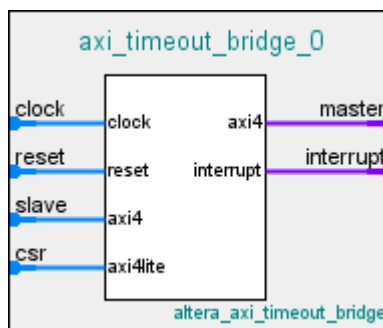 axi_timeout_bridge_0
clock clock axi4 master
reset reset interrupt interrupt
slave axi4
csr axi4lite
altera_axi_timeout_bridge